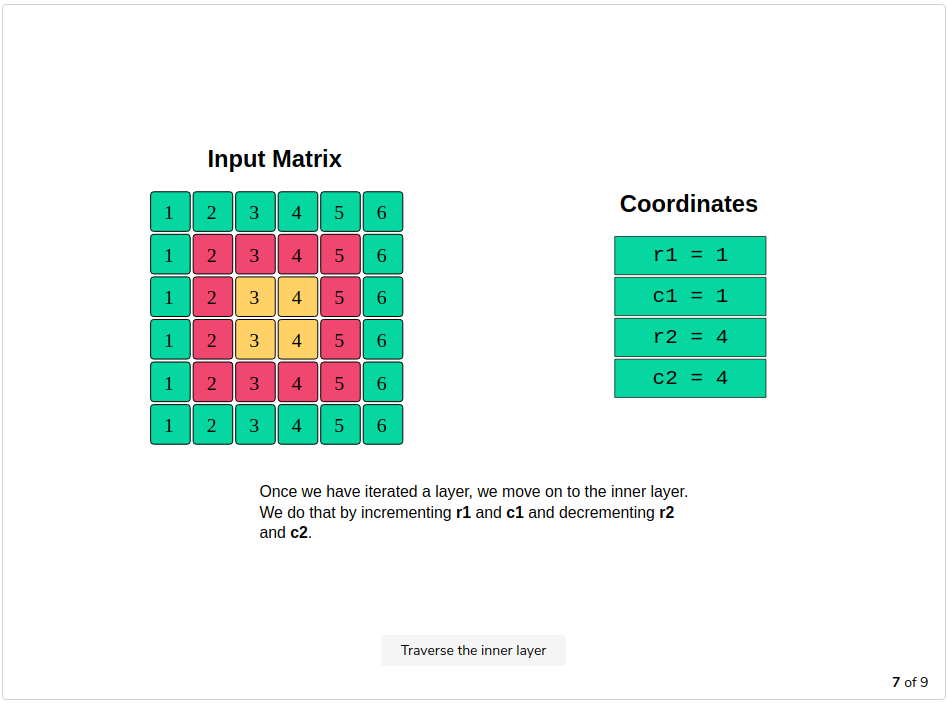 Input Matrix
1 2 3 4 5 6
1 2 3 4 5 6
1 2 3 4 5 6
1 2 3 4 5 6
1 2 3 4 5 6
1 2 3 4 5 6
Coordinates
r1 = 1
c1 = 1
r2 = 4
c2 = 4
Once we have iterated a layer, we move on to the inner layer.
We do that by incrementing r1 and c1 and decrementing r2
and c2.
Traverse the inner layer
7 of 9